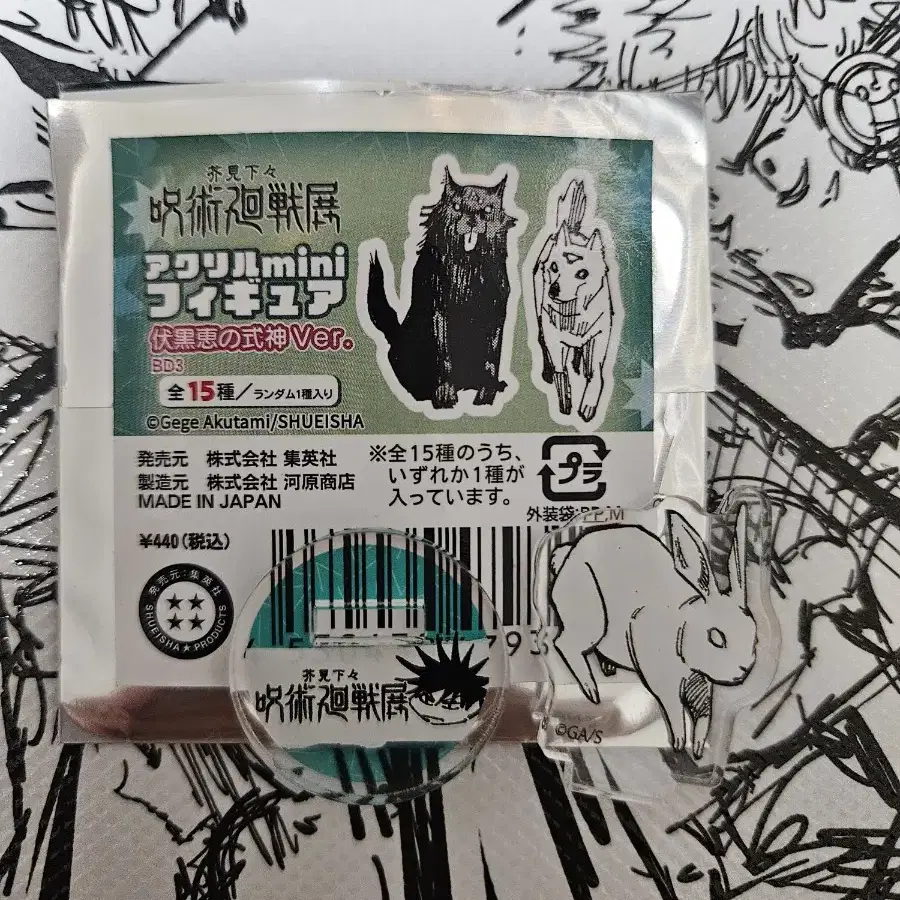 芥見下々
呪術廻戦展
アクリルmini
フィギュア
伏黒恵の式神Ver.
BD3
全15種/ランダム1種入り
©Gege Akutami/SHUEISHA
発売元 株式会社 集英社
製造元 株式会社 河原商店
MADE IN JAPAN
※全15種のうち、
いずれか1種が
入っています。
プラ
外装袋:PP,M
¥440(税込)
発売元:集英社
SHUEISHA★PRODUCTS
793
芥見下々
呪術廻戦展
©GA/S